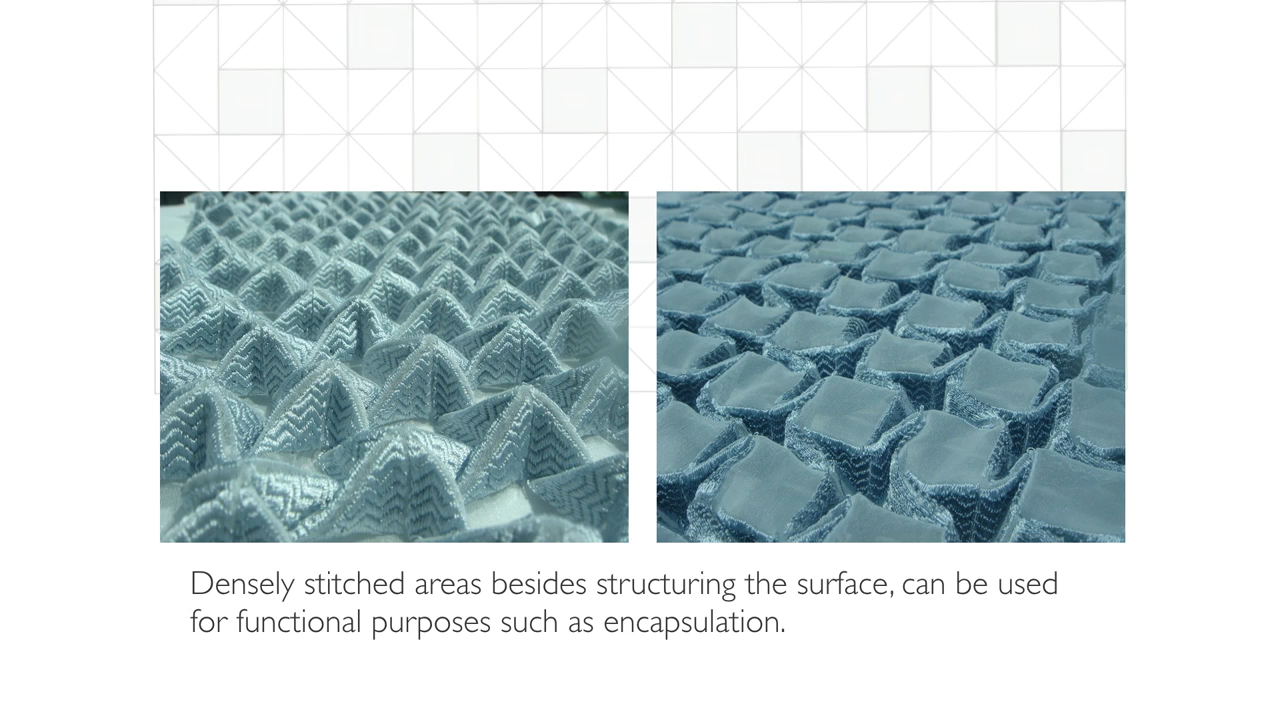 Densely stitched areas besides structuring the surface, can be used
for functional purposes such as encapsulation.